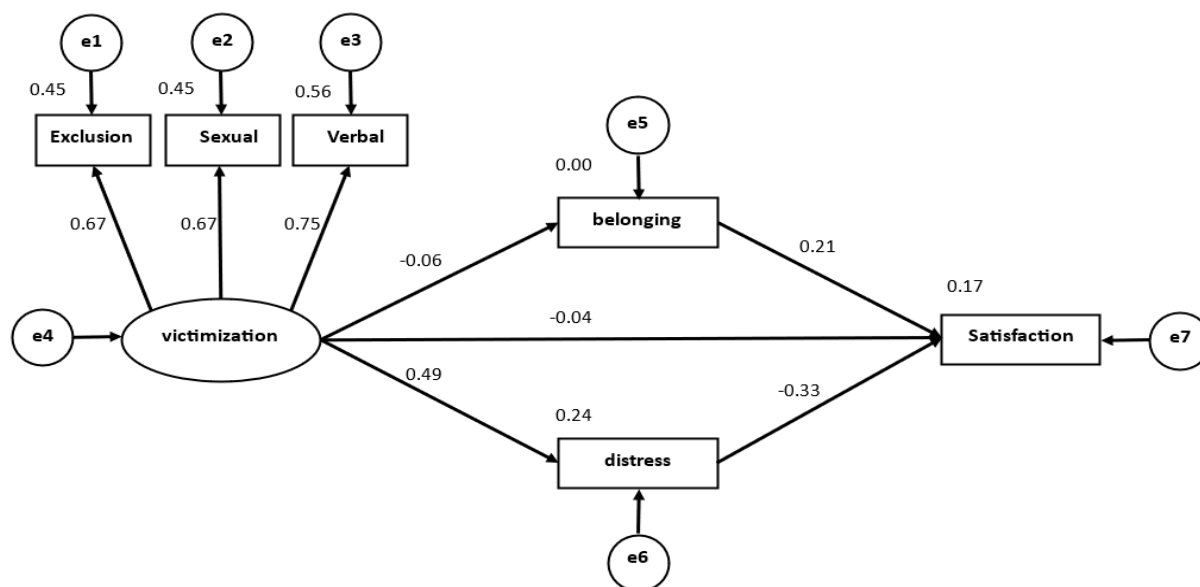 e1
e2
e3
0.45
0.45
0.56
Exclusion
Sexual
Verbal
e5
0.00
belonging
0.67
0.67
0.75
-0.06
0.21
0.17
e4
victimization
-0.04
Satisfaction
e7
0.49
-0.33
0.24
distress
e6